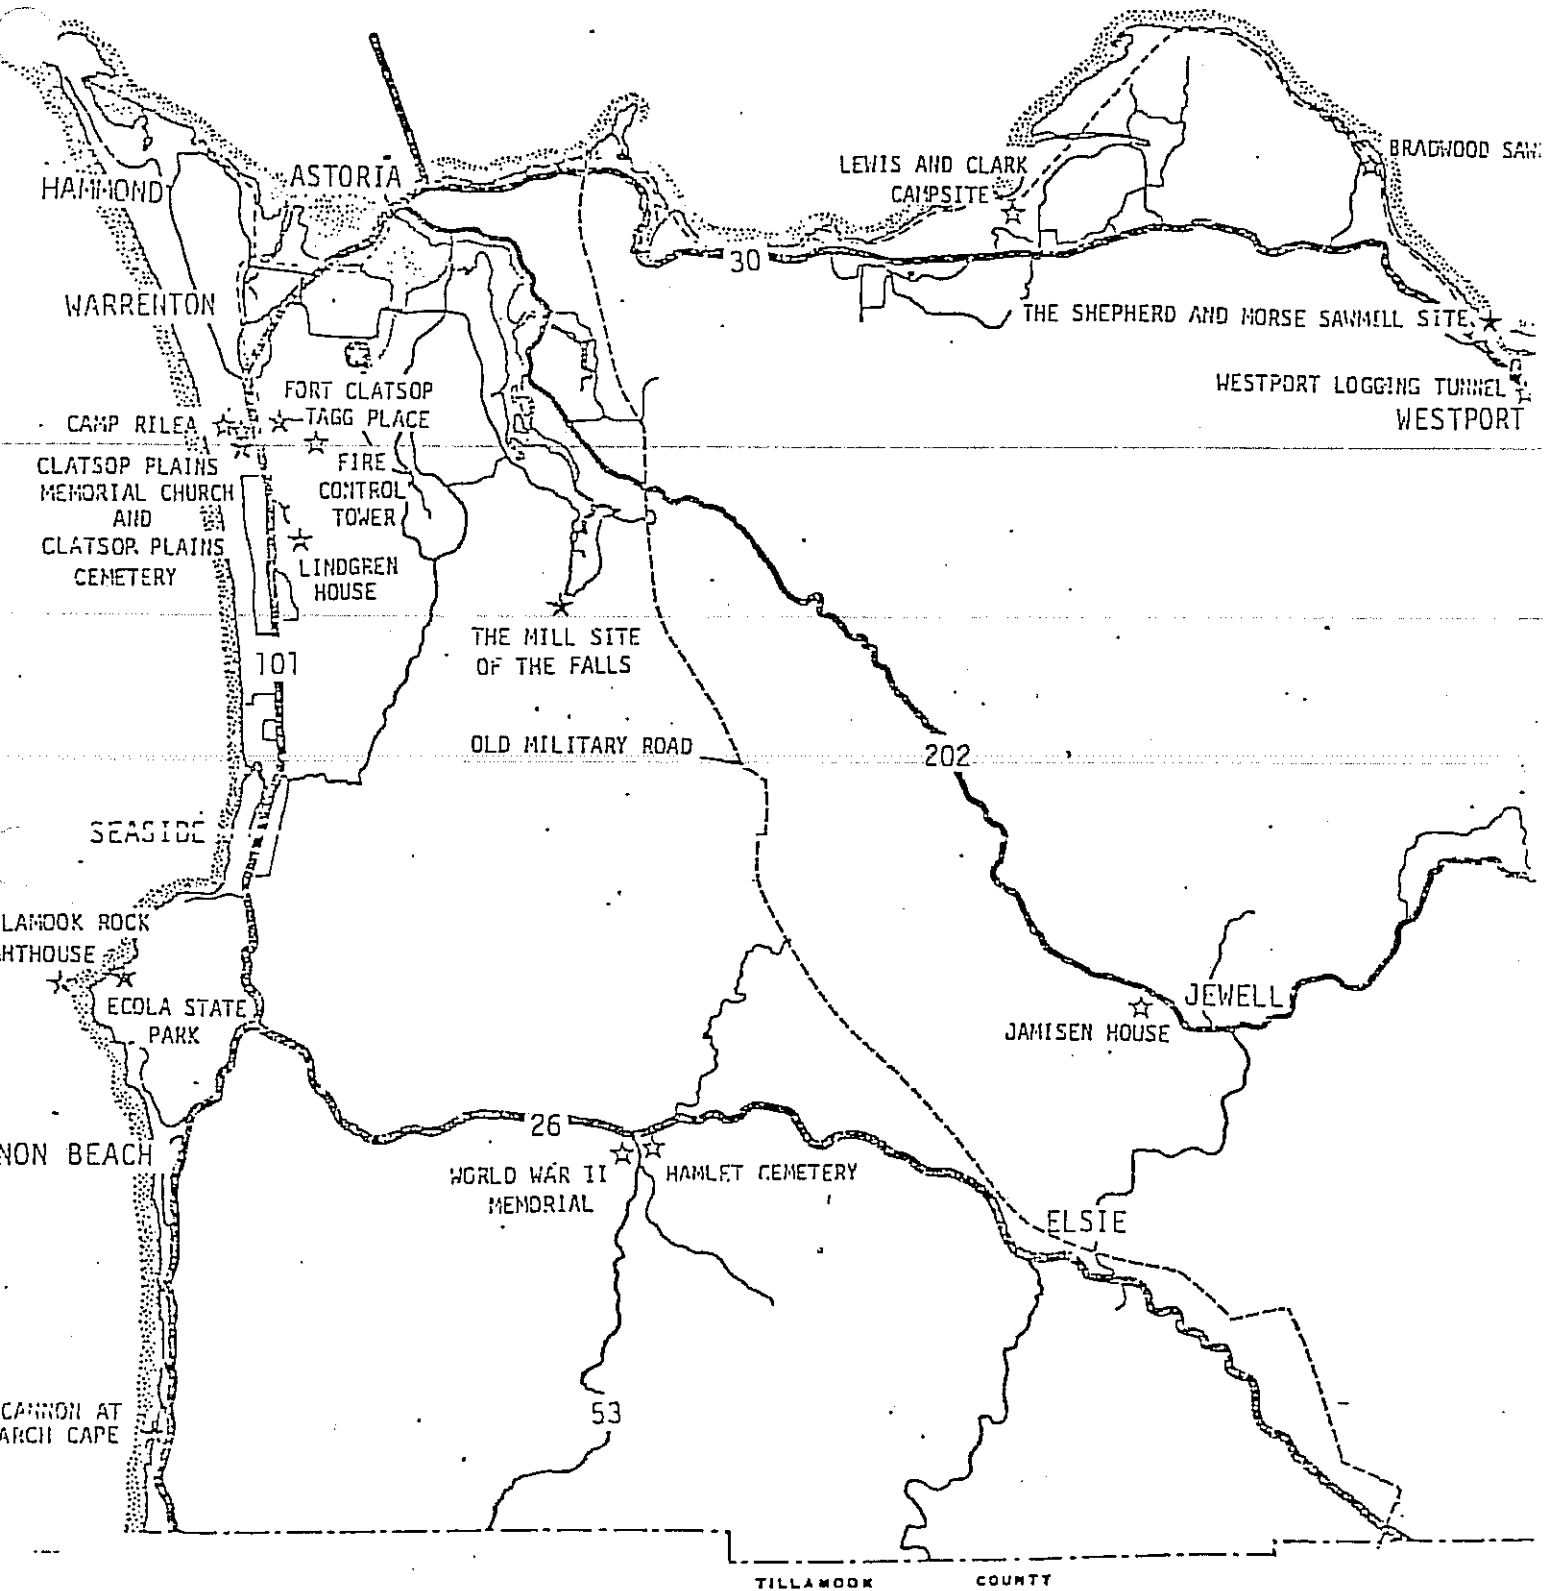 HAMMOND
ASTORIA
LEWIS AND CLARK
CAMPSITE
BRADWOOD SAW
30
WARRENTON
THE SHEPHERD AND MORSE SAWMILL SITE
WESTPORT LOGGING TUNNEL
WESTPORT
FORT CLATSOP
TAGG PLACE
CAMP RILEA
CLATSOP PLAINS
MEMORIAL CHURCH
AND
CLATSOP PLAINS
CEMETERY
FIRE
CONTROL
TOWER
LINDGREN
HOUSE
THE MILL SITE
OF THE FALLS
101
OLD MILITARY ROAD
202
SEASIDE
LAMOOK ROCK
HTHOUSE
ECOLA STATE
PARK
JEWELL
JAMISEN HOUSE
26
NON BEACH
WORLD WAR II
MEMORIAL
HAMLET CEMETERY
ELSIE
CANNON AT
ARCH CAPE
53
TILLAMOOK COUNTY